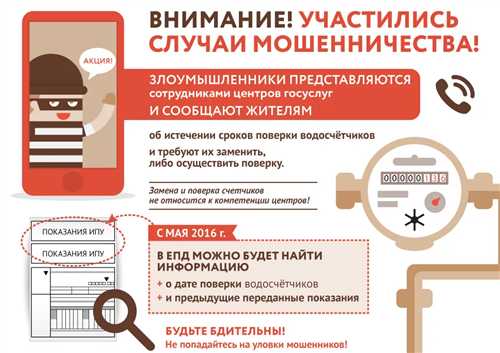 ВНИМАНИЕ! УЧАСТИЛИСЬ
СЛУЧАИ МОШЕННИЧЕСТВА!
АКЦИЯ!
ЗЛОУМЫШЛЕННИКИ ПРЕДСТАВЛЯЮТСЯ
сотрудниками центров госуслуг
И СООБЩАЮТ ЖИТЕЛЯМ
об истечении сроков поверки водосчётчиков
и требуют их заменить,
либо осуществить поверку.
Замена и поверка счетчиков
не относится к компетенции центров!
00000136
ПОКАЗАНИЯ ИПУ
ПОКАЗАНИЯ ИПУ
С МАЯ 2016 г.
В ЕПД МОЖНО БУДЕТ НАЙТИ
ИНФОРМАЦИЮ
+ о дате поверки водосчётчиков
+ и предыдущие переданные показания
БУДЬТЕ БДИТЕЛЬНЫ!
Не попадайтесь на уловки мошенников!